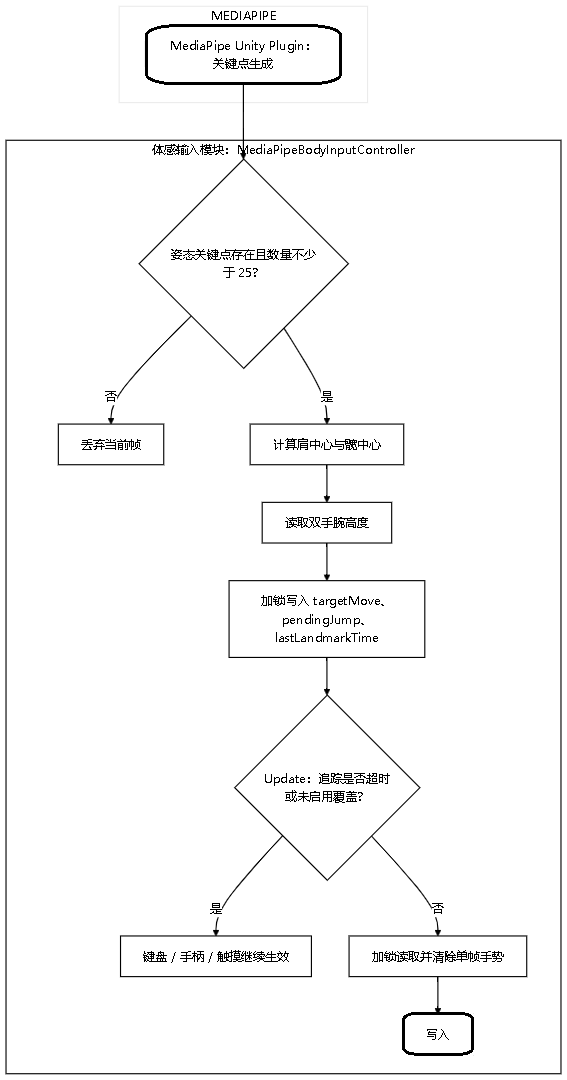 MEDIAPIPE
MediaPipe Unity Plugin：
关键点生成
体感输入模块：MediaPipeBodyInputController
姿态关键点存在且数量不少
于 25?
否
是
丢弃当前帧
计算肩中心与髋中心
读取双手腕高度
加锁写入 targetMove、
pendingJump、
lastLandmarkTime
Update：追踪是否超时
或未启用覆盖?
是
否
键盘 / 手柄 / 触摸继续生效
加锁读取并清除单帧手势
写入